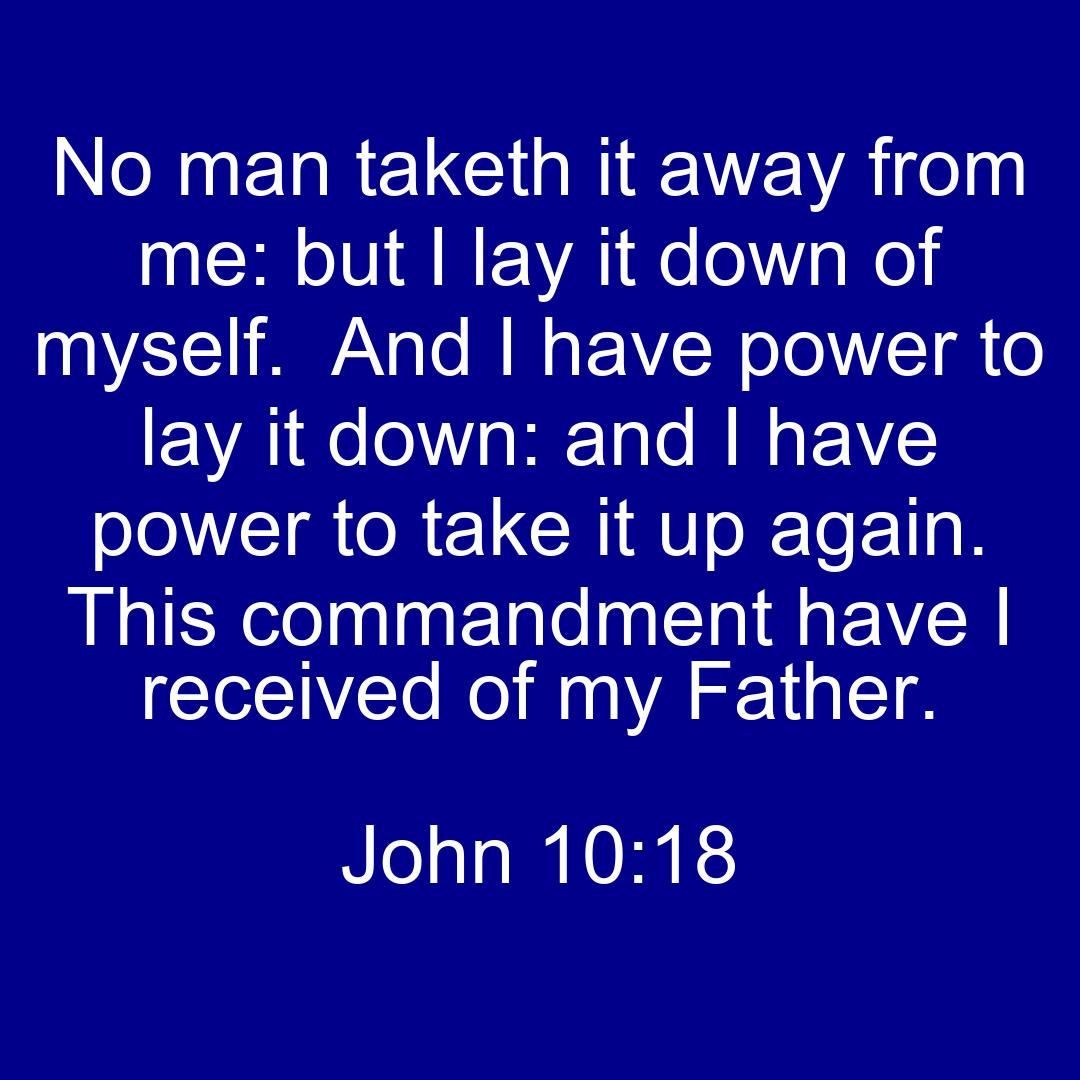 No man taketh it away from
me: but I lay it down of
myself.  And I have power to
lay it down: and I have
power to take it up again.
This commandment have I
received of my Father.
John 10:18